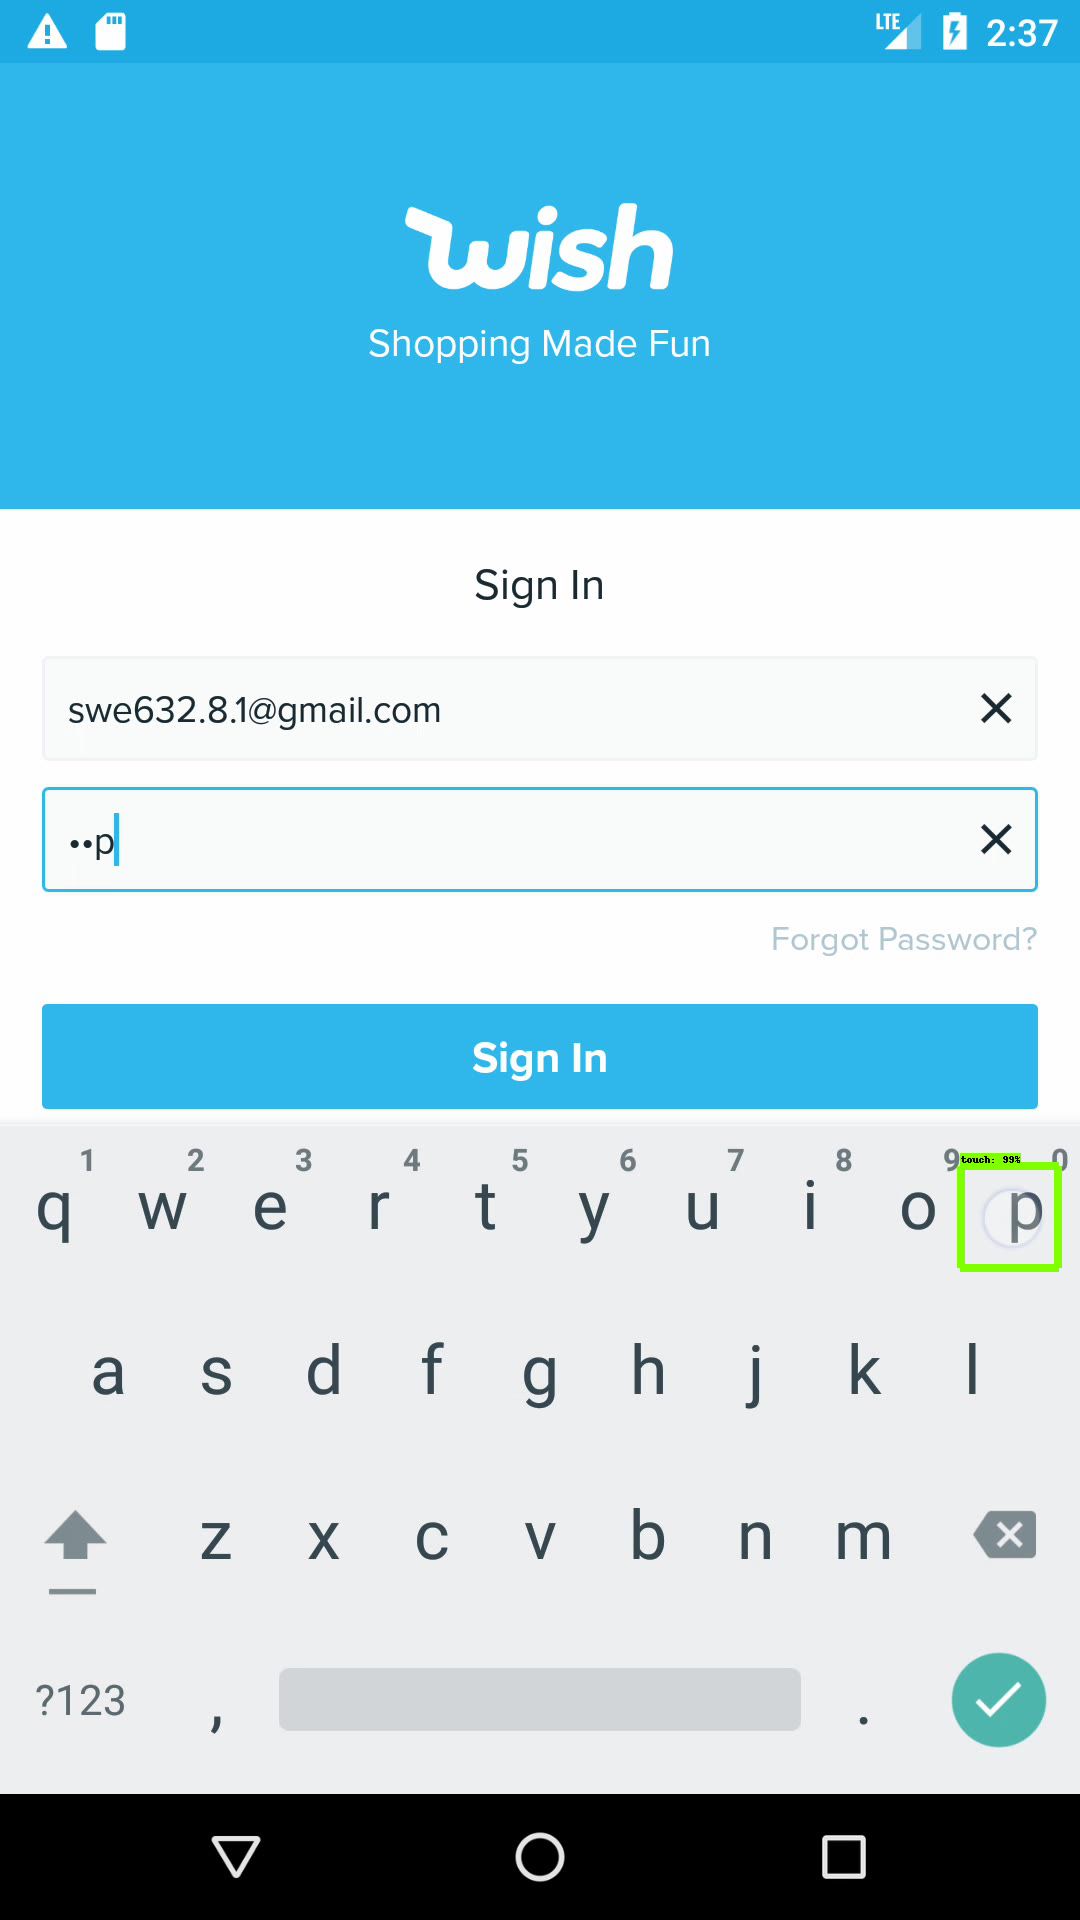 LTE 2:37
wish
Shopping Made Fun
Sign In
swe632.8.1@gmail.com
••p
Forgot Password?
Sign In
1 2 3 4 5 6 7 8 9 0
touch: 99%
q w e r t y u i o p
a s d f g h j k l
z x c v b n m
?123 , .